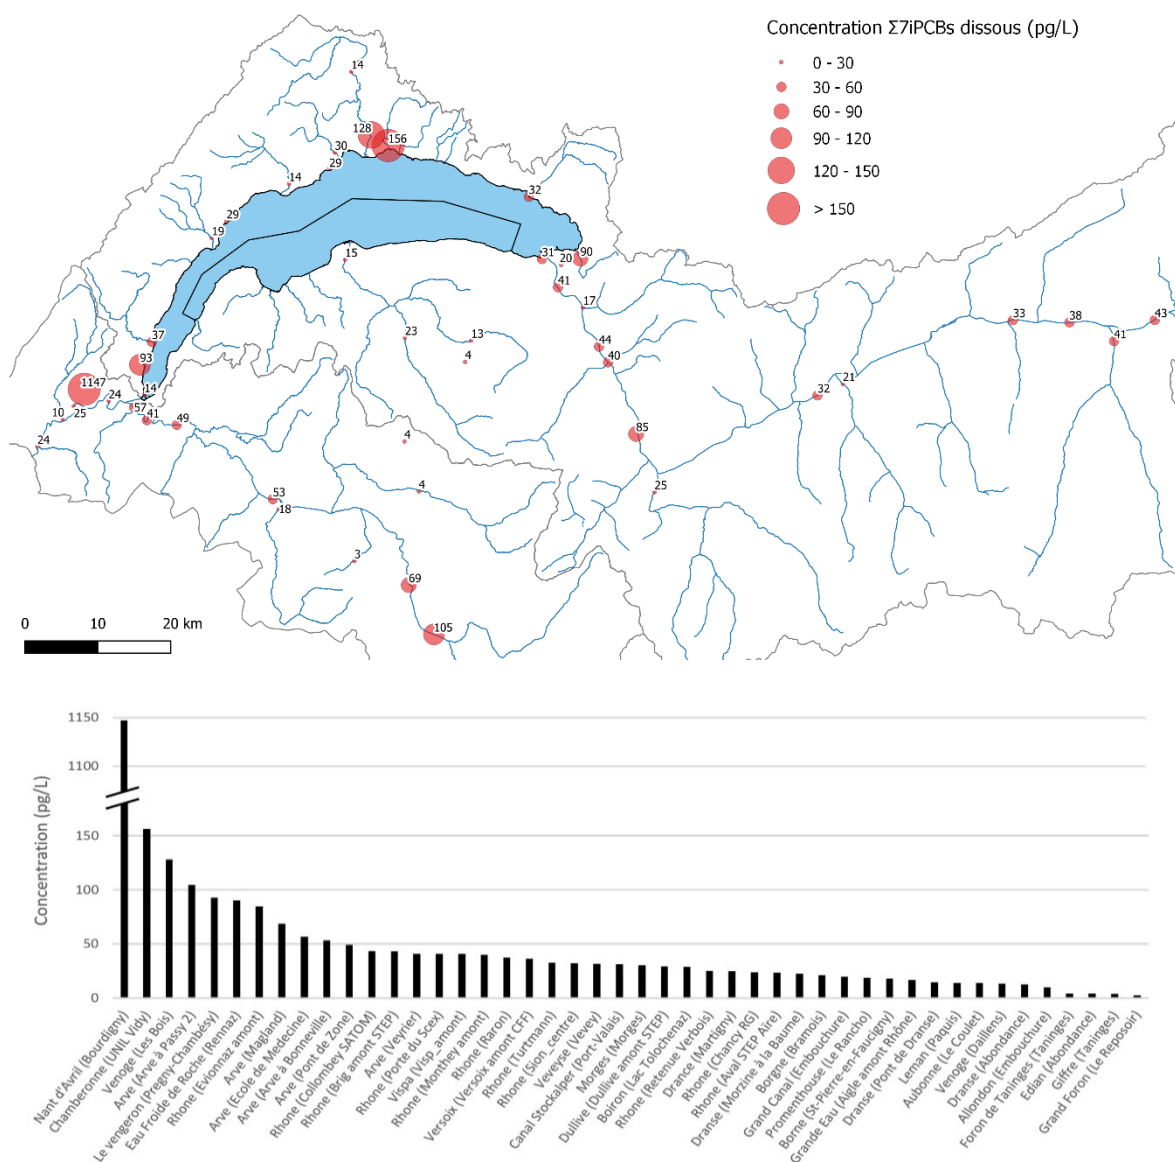 Concentration Σ7iPCBs dissous (pg/L)
0 - 30
30 - 60
60 - 90
90 - 120
120 - 150
> 150
14
128
156
30
29
14
32
29
19
15
31
20
90
41
17
37
23
13
44
33
38
43
41
93
4
40
1147
14
24
57
41
49
10
25
32
21
24
4
85
53
18
4
25
3
69
105
0 10 20 km
1150
1100
150
100
50
0
Concentration (pg/L)
Nant d'Avril (Bourdigny)
Chamberonne (UNIL Vidy)
Venoge (Les Bois)
Arve (Arve à Passy 2)
Le vengeron (Pregny-Chambésy)
Eau Froide de Roche (Rennaz)
Rhone (Evionnaz amont)
Arve (Magland)
Arve (Ecole de Medecine)
Arve (Arve à Bonneville)
Arve (Pont de Zone)
Rhone (Collombey SATOM)
Rhone (Brig amont STEP)
Arve (Veyrier)
Rhone (Porte du Scex)
Vispa (Visp_amont)
Rhone (Monthey amont)
Rhone (Raron)
Versoix (Versoix amont CFF)
Rhone (Turtmann)
Rhone (Sion_centre)
Veveyse (Vevey)
Canal Stockalper (Port-Valais)
Morges (Morges)
Dullive (Dullive amont STEP)
Boiron (Lac Tolochenaz)
Rhone (Retenue Verbois)
Drance (Martigny)
Rhone (Chancy RG)
Rhone (Aval STEP Aire)
Dranse (Morzine à la Baume)
Borgne (Bramois)
Grand Canal (Embouchure)
Promenthouse (Le Rancho)
Borne (St-Pierre-en-Faucigny)
Grande Eau (Aigle amont Rhône)
Dranse (Pont de Dranse)
Leman (Paquis)
Aubonne (Le Coulet)
Venoge (Daillens)
Dranse (Abondance)
Allondon (Embouchure)
Foron de Taninges (Taninges)
Edian (Abondance)
Giffre (Taninges)
Grand Foron ((Le Reposoir)